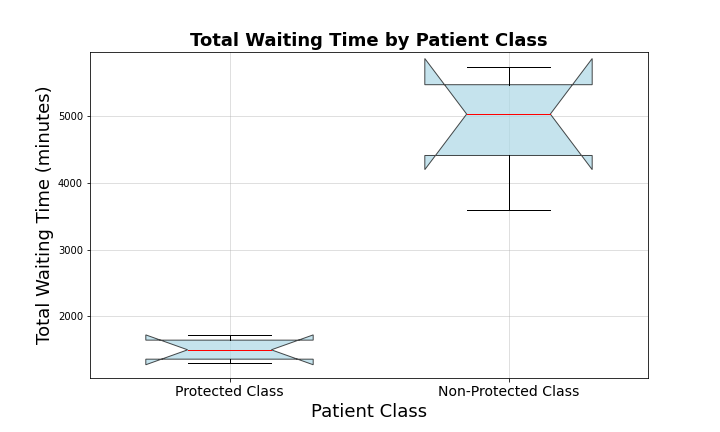 Total Waiting Time by Patient Class
Total Waiting Time (minutes)
5000
4000
3000
2000
Protected Class
Non-Protected Class
Patient Class